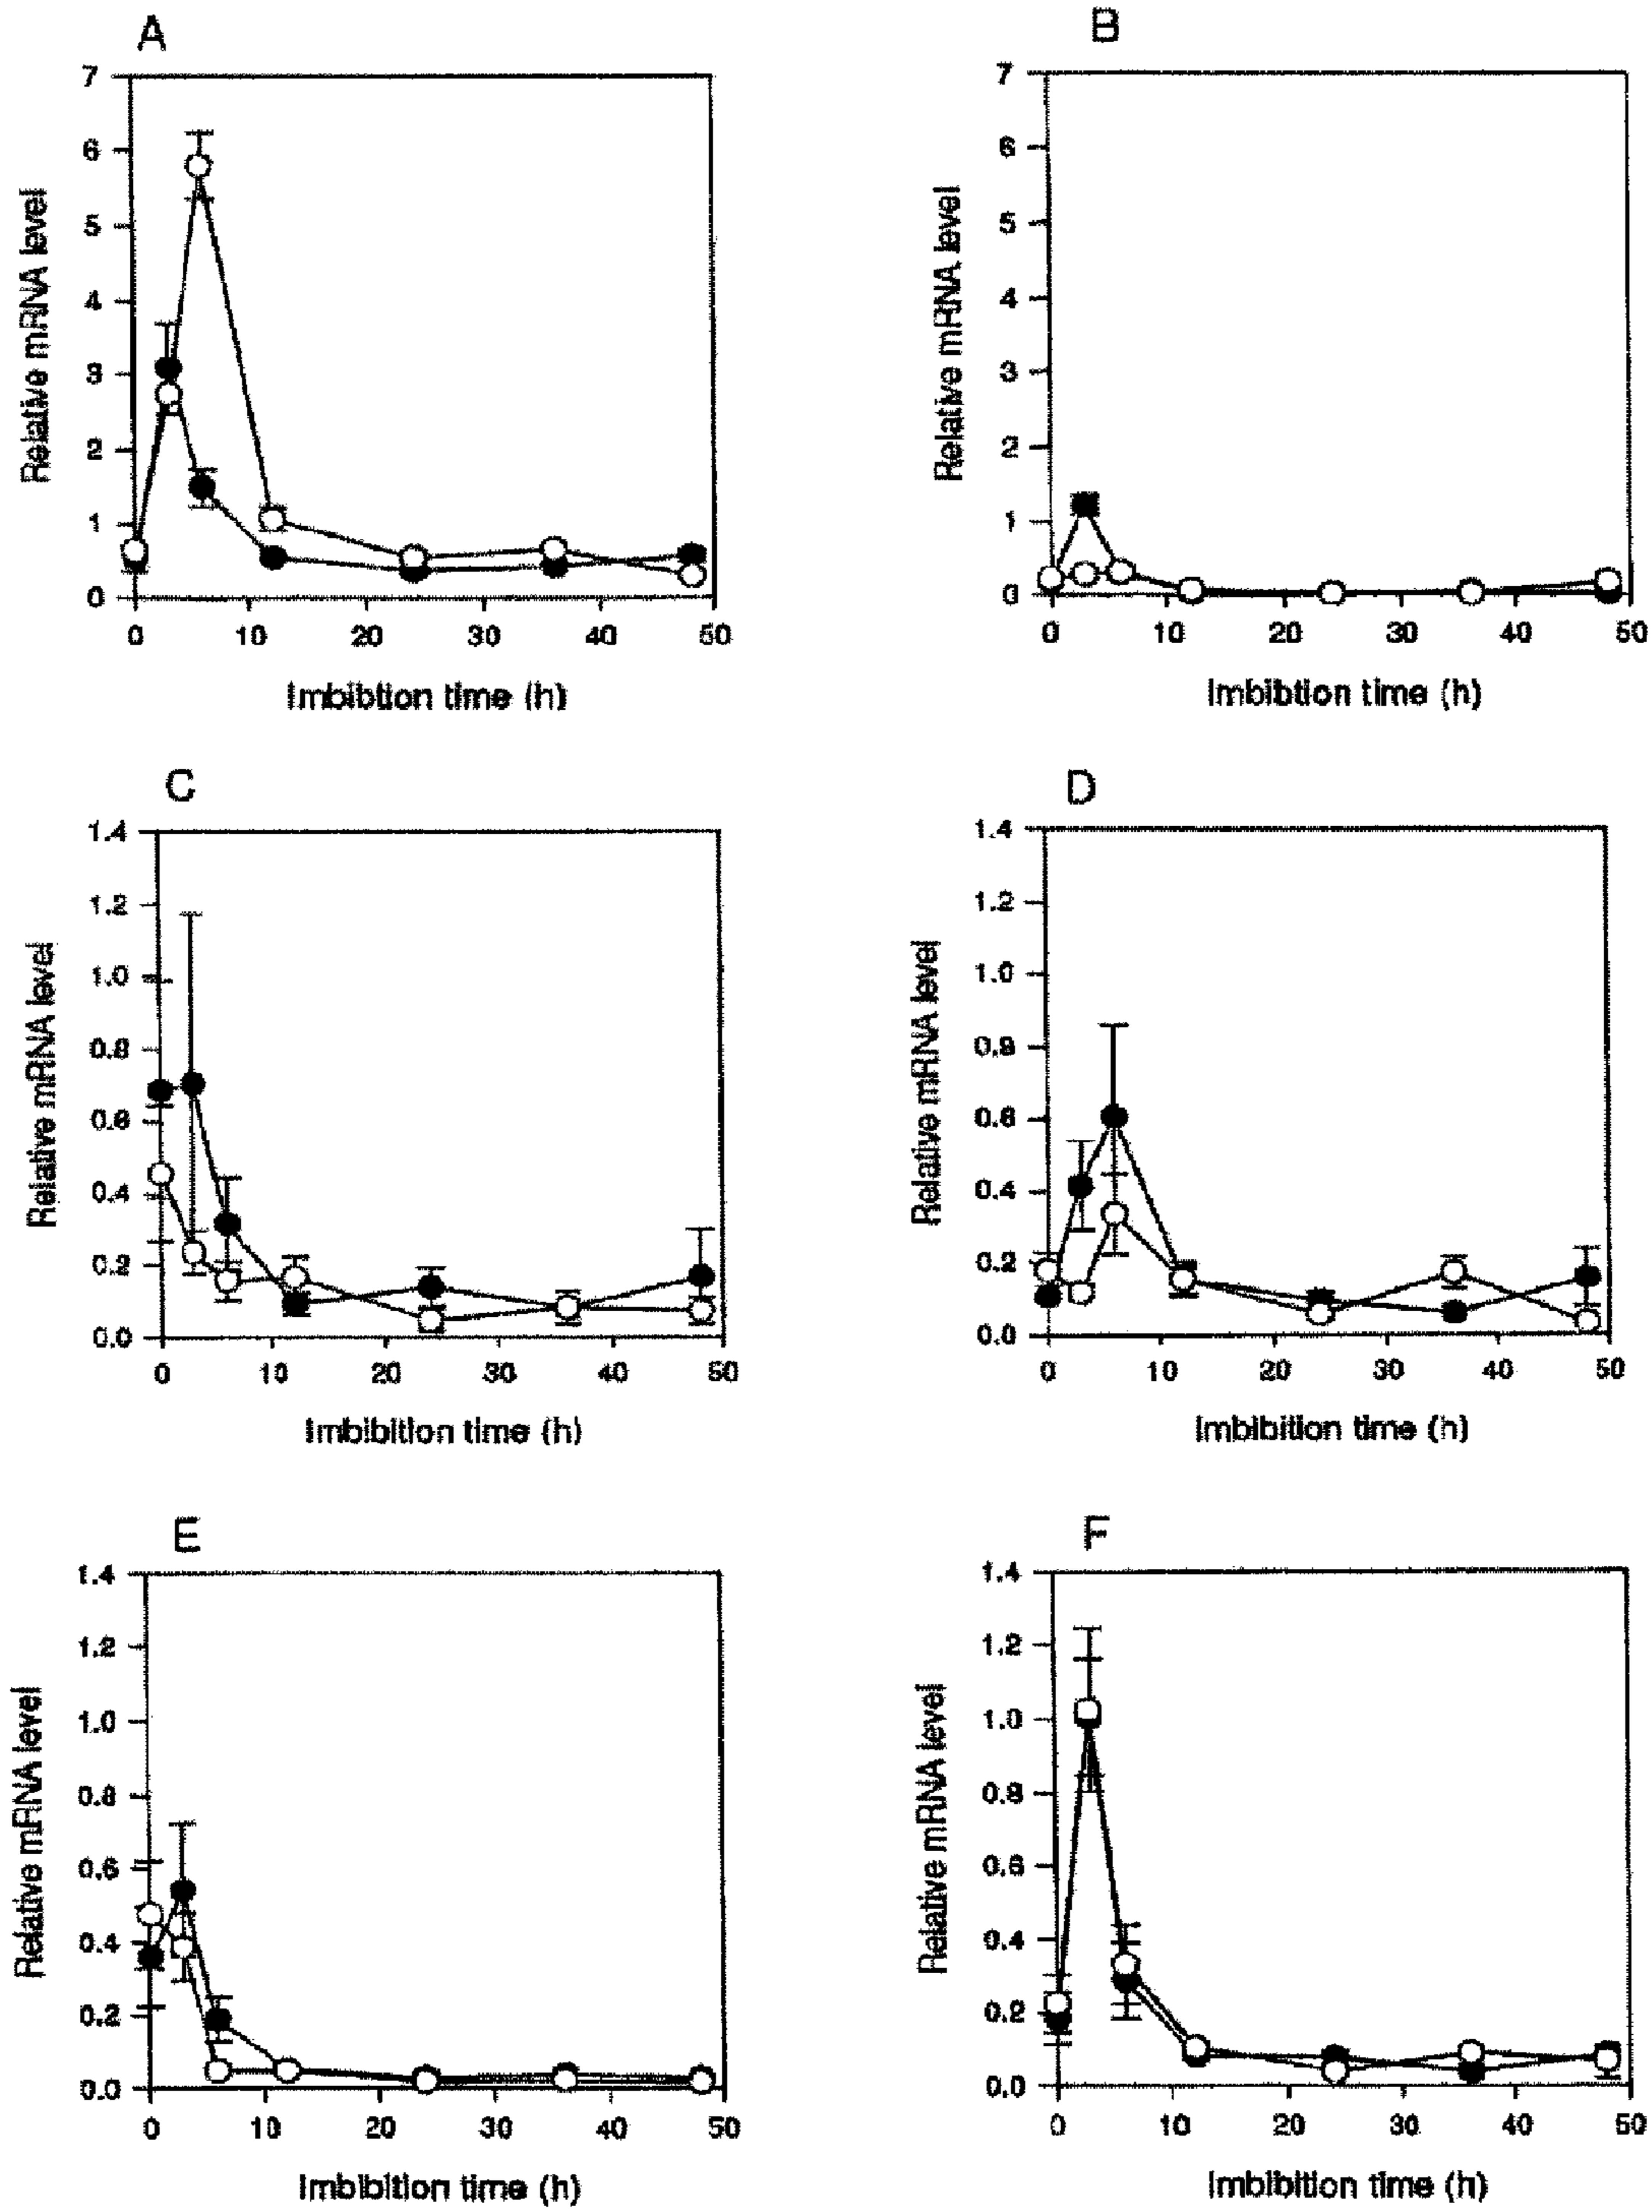 A
Relative mRNA level
7
6
5
4
3
2
1
0
0 10 20 30 40 50
Imbibtion time (h)
B
Relative mRNA level
7
6
5
4
3
2
1
0
0 10 20 30 40 50
Imbibtion time (h)
C
Relative mRNA level
1.4
1.2
1.0
0.8
0.6
0.4
0.2
0.0
0 10 20 30 40 50
Imbibition time (h)
D
Relative mRNA level
1.4
1.2
1.0
0.8
0.6
0.4
0.2
0.0
0 10 20 30 40 50
Imbibition time (h)
E
Relative mRNA level
1.4
1.2
1.0
0.8
0.6
0.4
0.2
0.0
0 10 20 30 40 50
Imbibition time (h)
F
Relative mRNA level
1.4
1.2
1.0
0.8
0.6
0.4
0.2
0.0
0 10 20 30 40 50
Imbibition time (h)